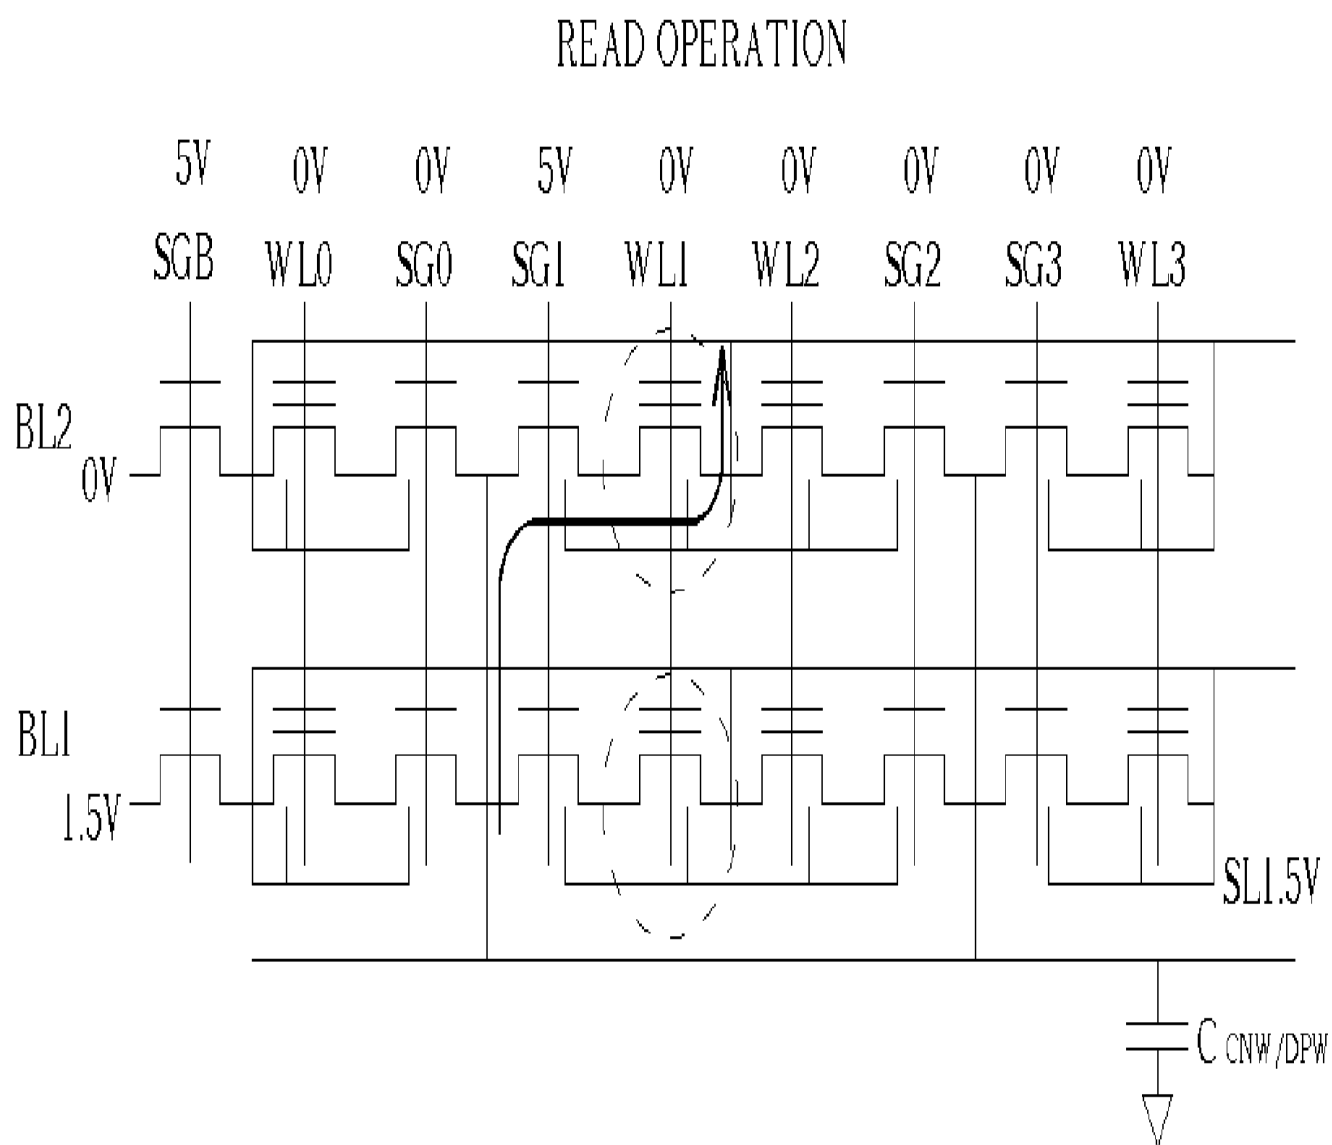 READ OPERATION
5V 0V 0V 5V 0V 0V 0V 0V 0V
SGB WL0 SG0 SG1 WL1 WL2 SG2 SG3 WL3
BL2
0V
BL1
1.5V
SL1.5V
C CNW/DPW